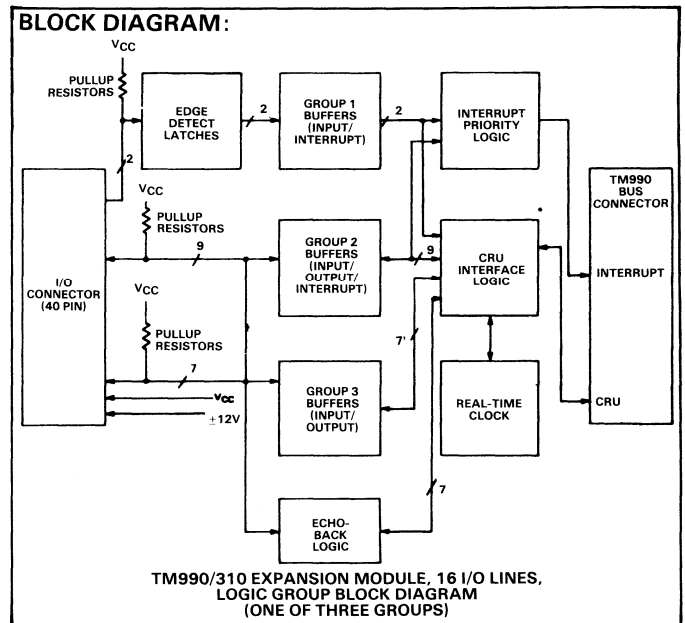 BLOCK DIAGRAM:
VCC
PULLUP
RESISTORS
2
EDGE
DETECT
LATCHES
2
GROUP 1
BUFFERS
(INPUT/
INTERRUPT)
2
INTERRUPT
PRIORITY
LOGIC
TM990
BUS
CONNECTOR
INTERRUPT
CRU
VCC
PULLUP
RESISTORS
9
GROUP 2
BUFFERS
(INPUT/
OUTPUT/
INTERRUPT)
9
CRU
INTERFACE
LOGIC
I/O
CONNECTOR
(40 PIN)
VCC
PULLUP
RESISTORS
7
VCC
±12V
GROUP 3
BUFFERS
(INPUT/
OUTPUT)
7'
REAL-TIME
CLOCK
7
ECHO-
BACK
LOGIC
TM990/310 EXPANSION MODULE, 16 I/O LINES,
LOGIC GROUP BLOCK DIAGRAM
(ONE OF THREE GROUPS)